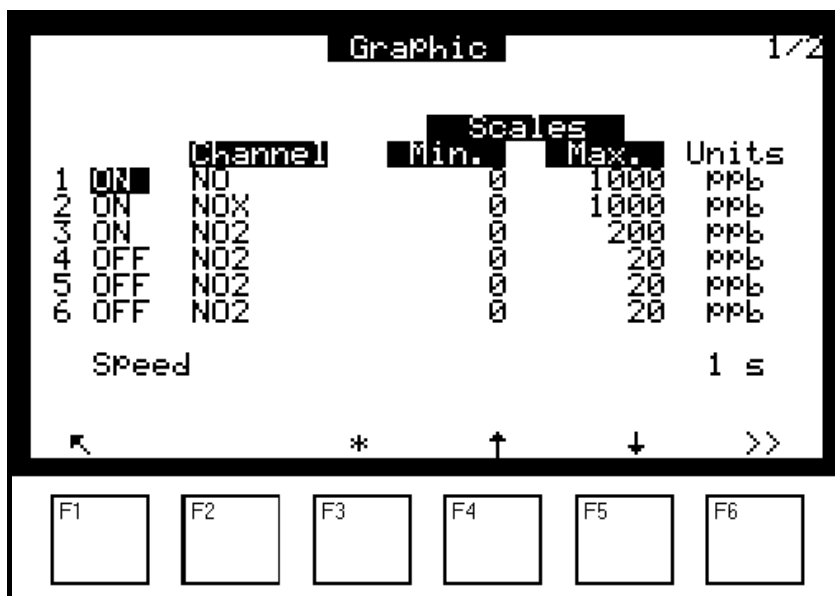 Graphic 1/2
Scales
Channel Min. Max. Units
1 ON NO 0 1000 ppb
2 ON NOX 0 1000 ppb
3 ON NO2 0 200 ppb
4 OFF NO2 0 20 ppb
5 OFF NO2 0 20 ppb
6 OFF NO2 0 20 ppb
Speed 1 s
↖ * ↑ ↓ >>
F1 F2 F3 F4 F5 F6